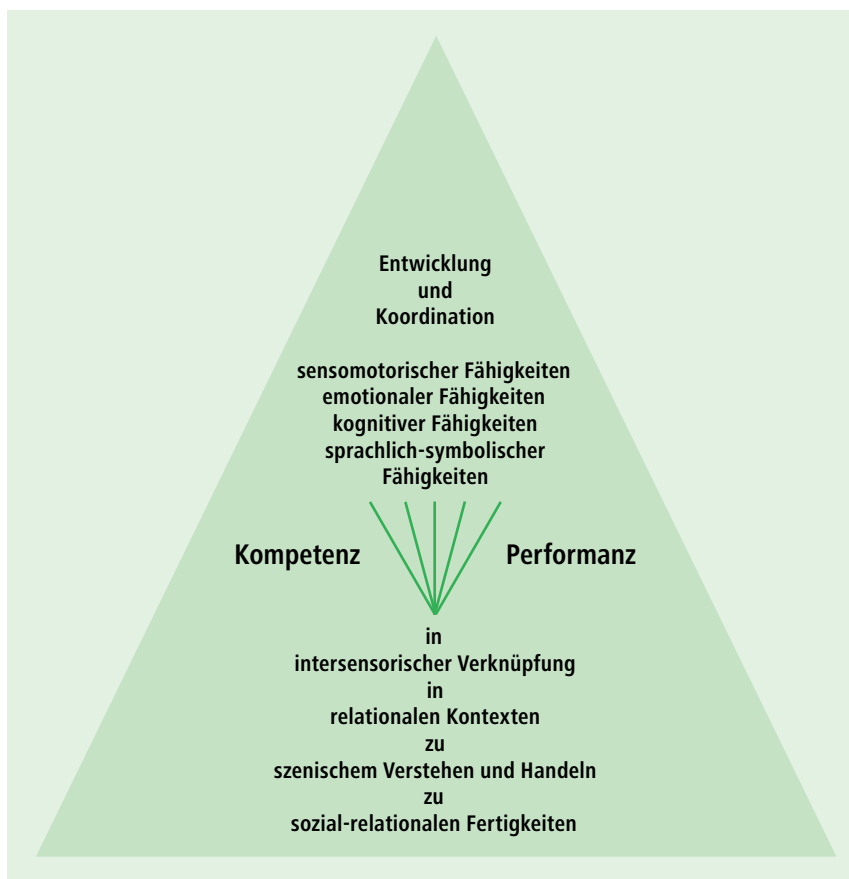 Entwicklung
und
Koordination
sensomotorischer Fähigkeiten
emotionaler Fähigkeiten
kognitiver Fähigkeiten
sprachlich-symbolischer
Fähigkeiten
Kompetenz
Performanz
in
intersensorischer Verknüpfung
in
relationalen Kontexten
zu
szenischem Verstehen und Handeln
zu
sozial-relationalen Fertigkeiten